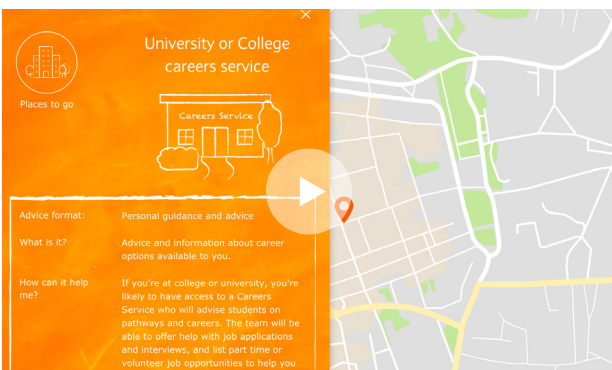 University or College
careers service
Places to go
Careers Service
Advice format:
Personal guidance and advice
What is it?
Advice and information about career
options available to you.
How can it help
me?
If you're at college or university, you're
likely to have access to a Careers
Service who will advise students on
pathways and careers. The team will be
able to offer help with job applications
and interviews, and list part time or
volunteer job opportunities to help you